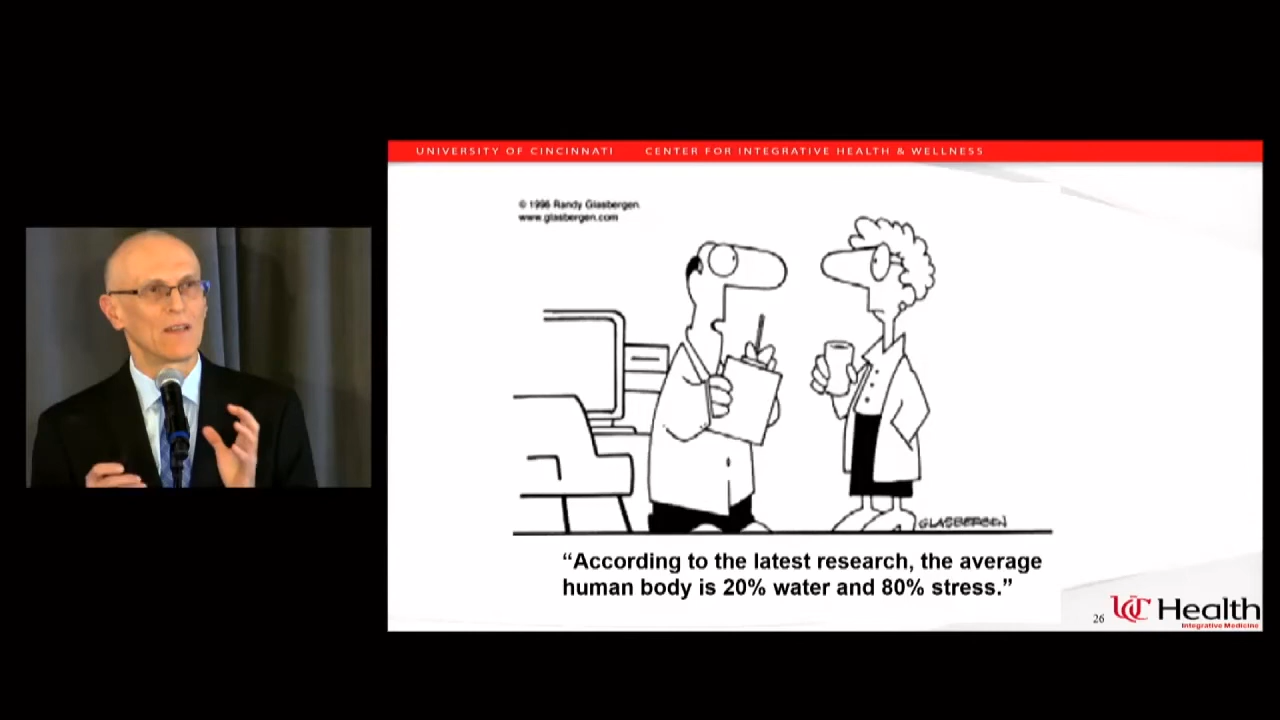 UNIVERSITY OF CINCINNATI CENTER FOR INTEGRATIVE HEALTH & WELLNESS
© 1996 Randy Glasbergen.
www.glasbergen.com
GLASBERGEN
“According to the latest research, the average
human body is 20% water and 80% stress.”
26 UC Health
Integrative Medicine